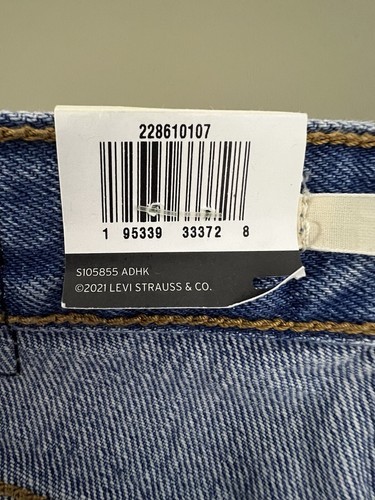 228610107
1 95339 33372 8
S105855 ADHK
©2021 LEVI STRAUSS & CO.